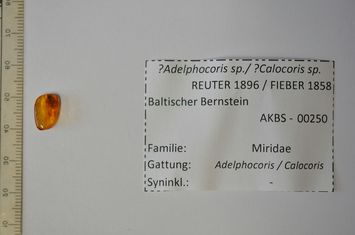 ?Adelphocoris sp./ ?Calocoris sp.
REUTER 1896 / FIEBER 1858
Baltischer Bernstein
AKBS - 00250
Familie: Miridae
Gattung: Adelphocoris / Calocoris
Syninkl.: -